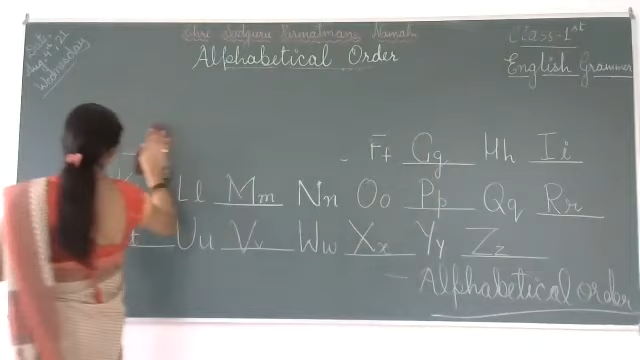 Shri Sadguru Nirmalmans Namah
Date
Aug 4th, 21
Wednesday
Class-1st
Alphabetical Order
English Grammar
Ff Gg Hh Ii
Ll Mm Nn Oo Pp Qq Rr
t Uu Vv Ww Xx Yy Zz
Alphabetical order